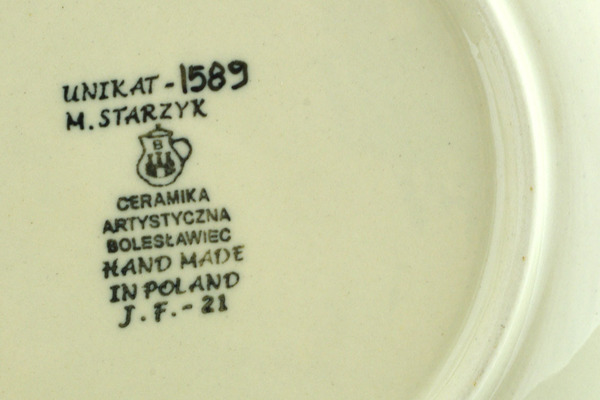 UNIKAT - 1589
M. STARZYK
B
CERAMIKA
ARTYSTYCZNA
BOLESŁAWIEC
HAND MADE
IN POLAND
J.F.- 21